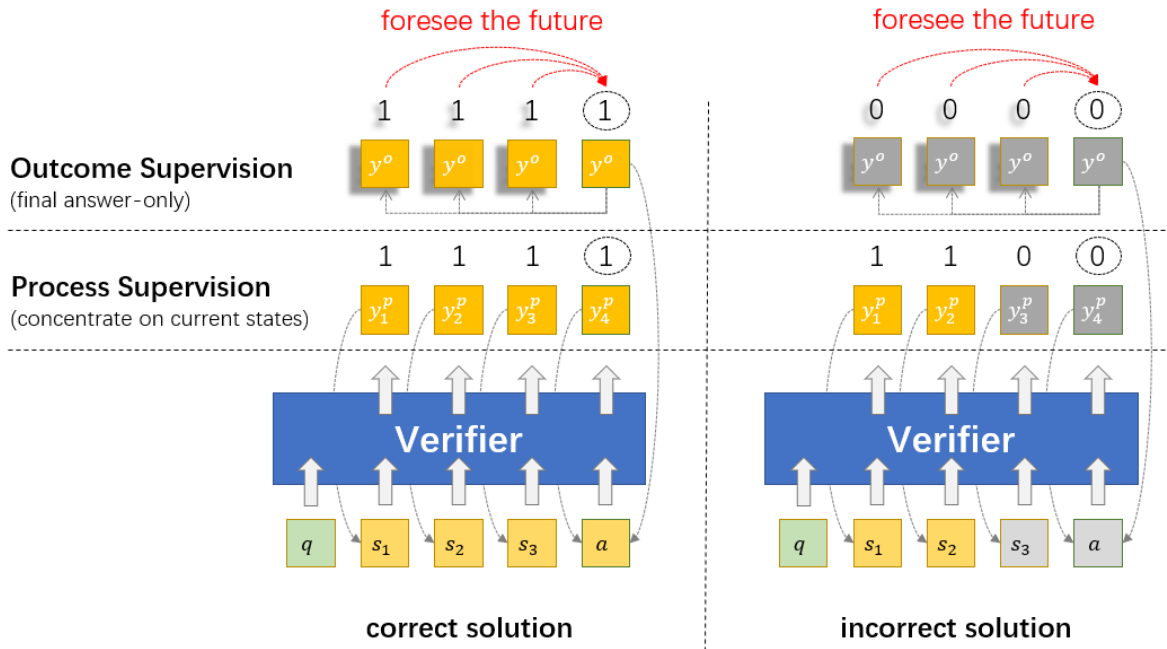 foresee the future
foresee the future
1 1 1 1
0 0 0 0
Outcome Supervision
(final answer-only)
yᵒ yᵒ yᵒ yᵒ
yᵒ yᵒ yᵒ yᵒ
1 1 1 1
1 1 0 0
Process Supervision
(concentrate on current states)
y₁ᵖ y₂ᵖ y₃ᵖ y₄ᵖ
y₁ᵖ y₂ᵖ y₃ᵖ y₄ᵖ
Verifier
Verifier
q s₁ s₂ s₃ a
q s₁ s₂ s₃ a
correct solution
incorrect solution